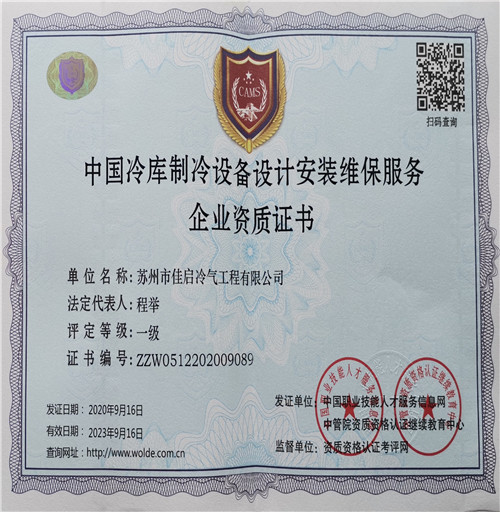 CAMS
扫码查询
中国冷库制冷设备设计安装维保服务
企业资质证书
单位名称：苏州市佳启冷气工程有限公司
法定代表人：程举
评定等级：一级
证书编号：ZZW0512202009089
发证日期：2020年9月16日
有效日期：2023年9月16日
查询网址：http://www.wolde.com.cn
发证单位：中国职业技能人才服务信息网
中管院资质资格认证继续教育中心
监督单位：资质资格认证考评网